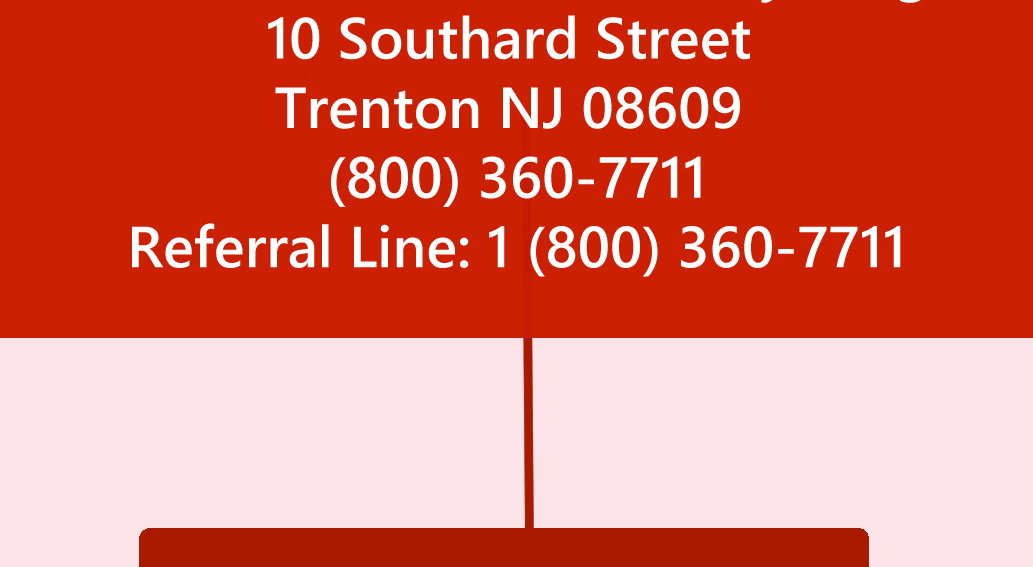 10 Southard Street
Trenton NJ 08609
(800) 360-7711
Referral Line: 1 (800) 360-7711